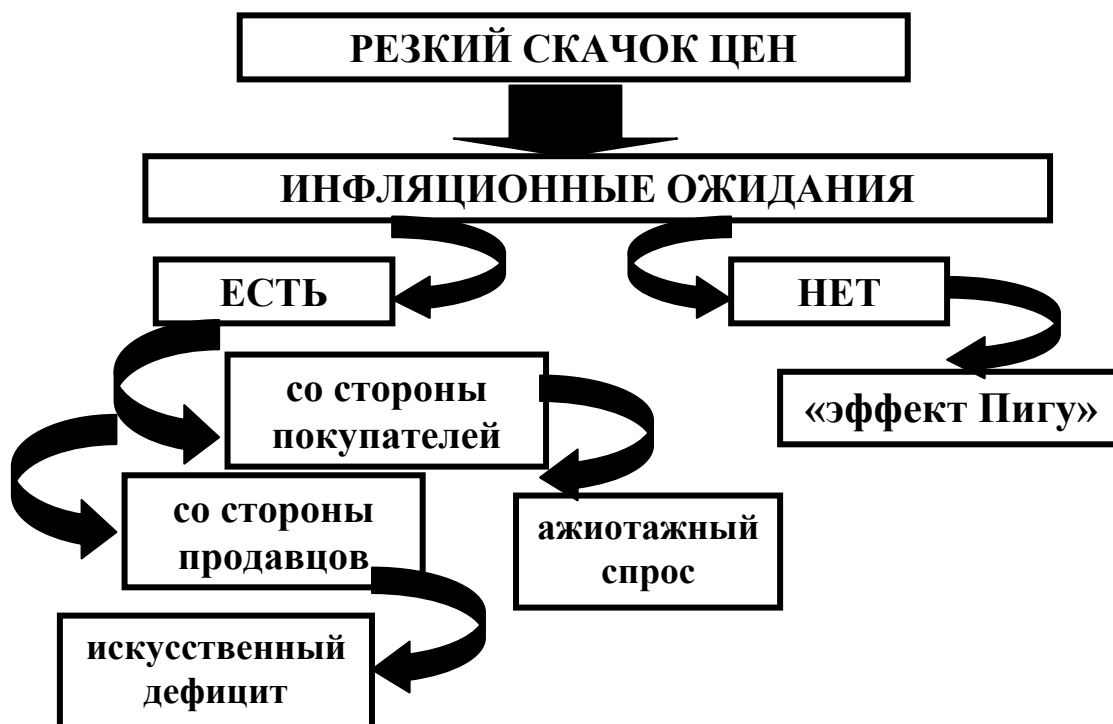 РЕЗКИЙ СКАЧОК ЦЕН
ИНФЛЯЦИОННЫЕ ОЖИДАНИЯ
ЕСТЬ
НЕТ
со стороны
покупателей
«эффект Пигу»
со стороны
продавцов
ажиотажный
спрос
искусственный
дефицит